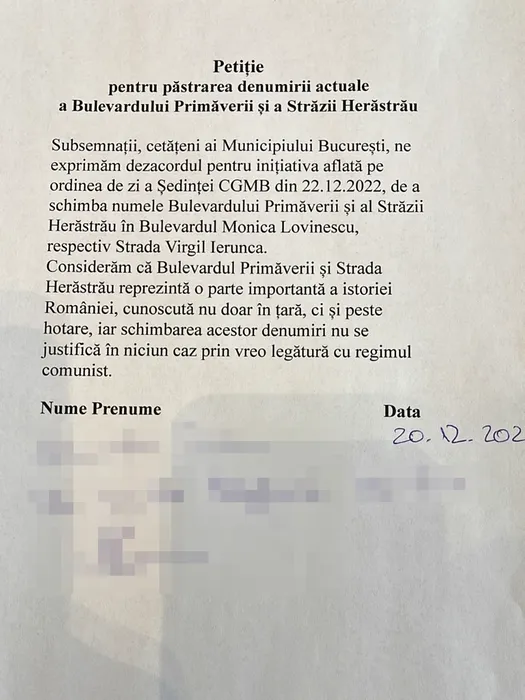 Petiție
pentru păstrarea denumirii actuale
a Bulevardului Primăverii și a Străzii Herăstrău
Subsemnații, cetățeni ai Municipiului București, ne
exprimăm dezacordul pentru inițiativa aflată pe
ordinea de zi a Ședinței CGMB din 22.12.2022, de a
schimba numele Bulevardului Primăverii și al Străzii
Herăstrău în Bulevardul Monica Lovinescu,
respectiv Strada Virgil Ierunca.
Considerăm că Bulevardul Primăverii și Strada
Herăstrău reprezintă o parte importantă a istoriei
României, cunoscută nu doar în țară, ci și peste
hotare, iar schimbarea acestor denumiri nu se
justifică în niciun caz prin vreo legătură cu regimul
comunist.
Nume Prenume Data
20.12.202